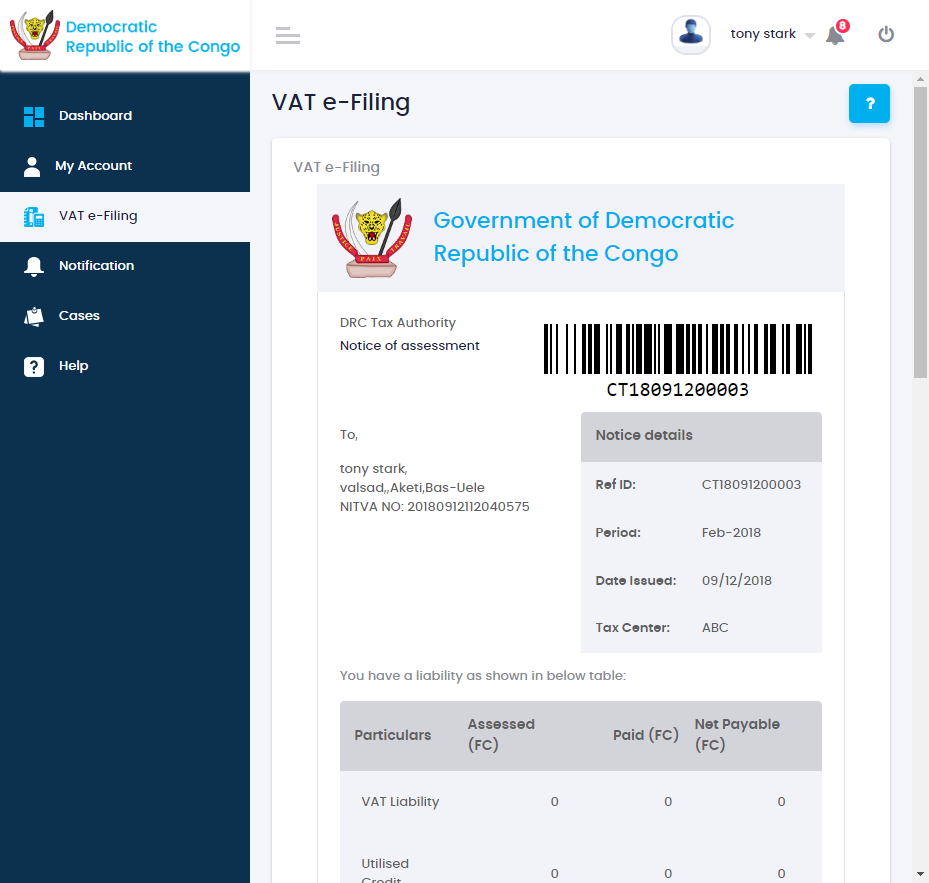 Democratic
Republic of the Congo
tony stark
8
Dashboard
My Account
VAT e-Filing
Notification
Cases
? Help
VAT e-Filing
?
VAT e-Filing
JUSTICE PAIX TRAVAIL
Government of Democratic
Republic of the Congo
DRC Tax Authority
Notice of assessment
CT18091200003
To,
tony stark,
valsad,,Aketi,Bas-Uele
NITVA NO: 20180912112040575
Notice details
Ref ID: CT18091200003
Period: Feb-2018
Date Issued: 09/12/2018
Tax Center: ABC
You have a liability as shown in below table:
Particulars Assessed (FC) Paid (FC) Net Payable (FC)
VAT Liability 0 0 0
Utilised Credit 0 0 0